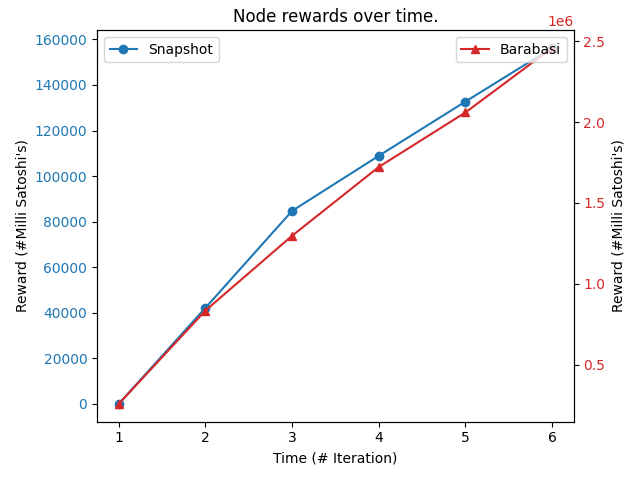 Node rewards over time.
1e6
Snapshot
Barabasi
160000
140000
120000
100000
80000
60000
40000
20000
0
Reward (#Milli Satoshi's)
2.5
2.0
1.5
1.0
0.5
Reward (#Milli Satoshi's)
1 2 3 4 5 6
Time (# Iteration)